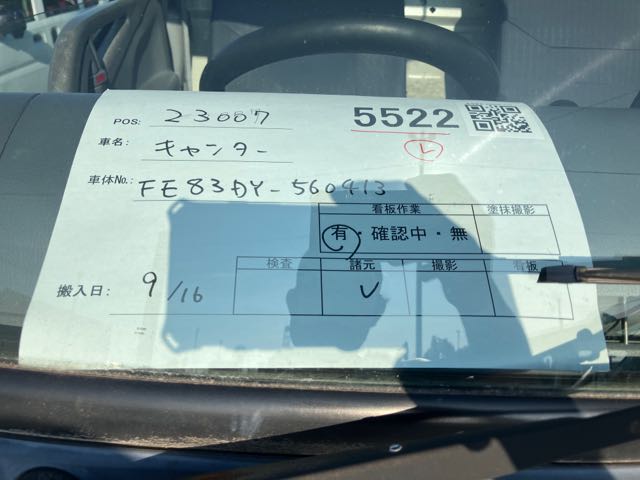 POS: 23007 5522
レ
車名: キャンター
車体No.: FE83DY-560413
看板作業 塗抹撮影
有・確認中・無
検査 諸元 撮影 看板
レ
搬入日: 9/16